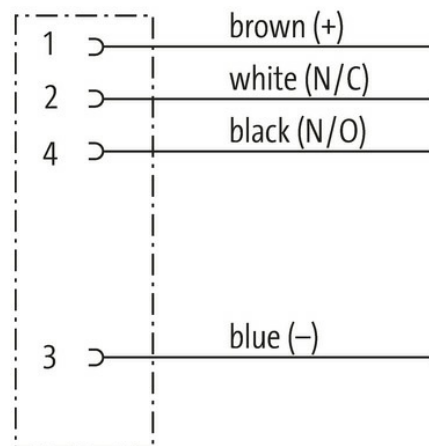 1 brown (+)
2 white (N/C)
4 black (N/O)
3 blue (–)